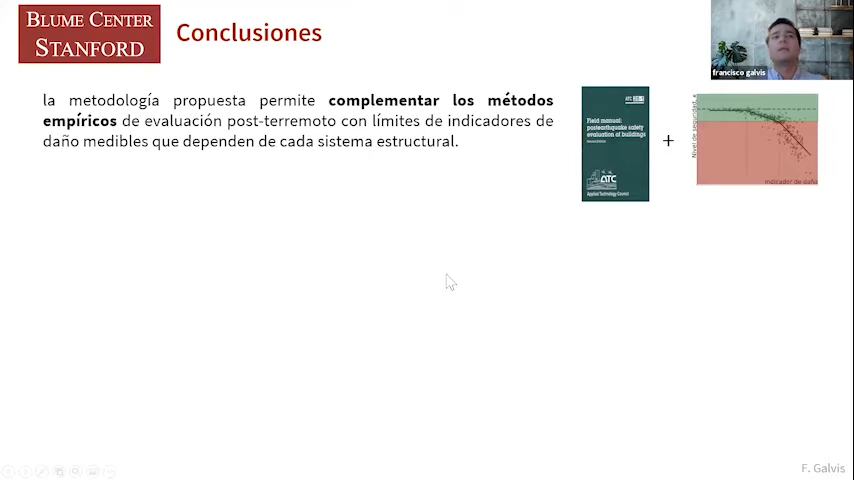 BLUME CENTER
STANFORD
Conclusiones
francisco galvis
la metodología propuesta permite complementar los métodos
empíricos de evaluación post-terremoto con límites de indicadores de
daño medibles que dependen de cada sistema estructural.
ATC
Field manual:
postearthquake safety
evaluation of buildings
ATC
Applied Technology Council
+
Nivel de seguridad, κ
Indicador de daño
F. Galvis